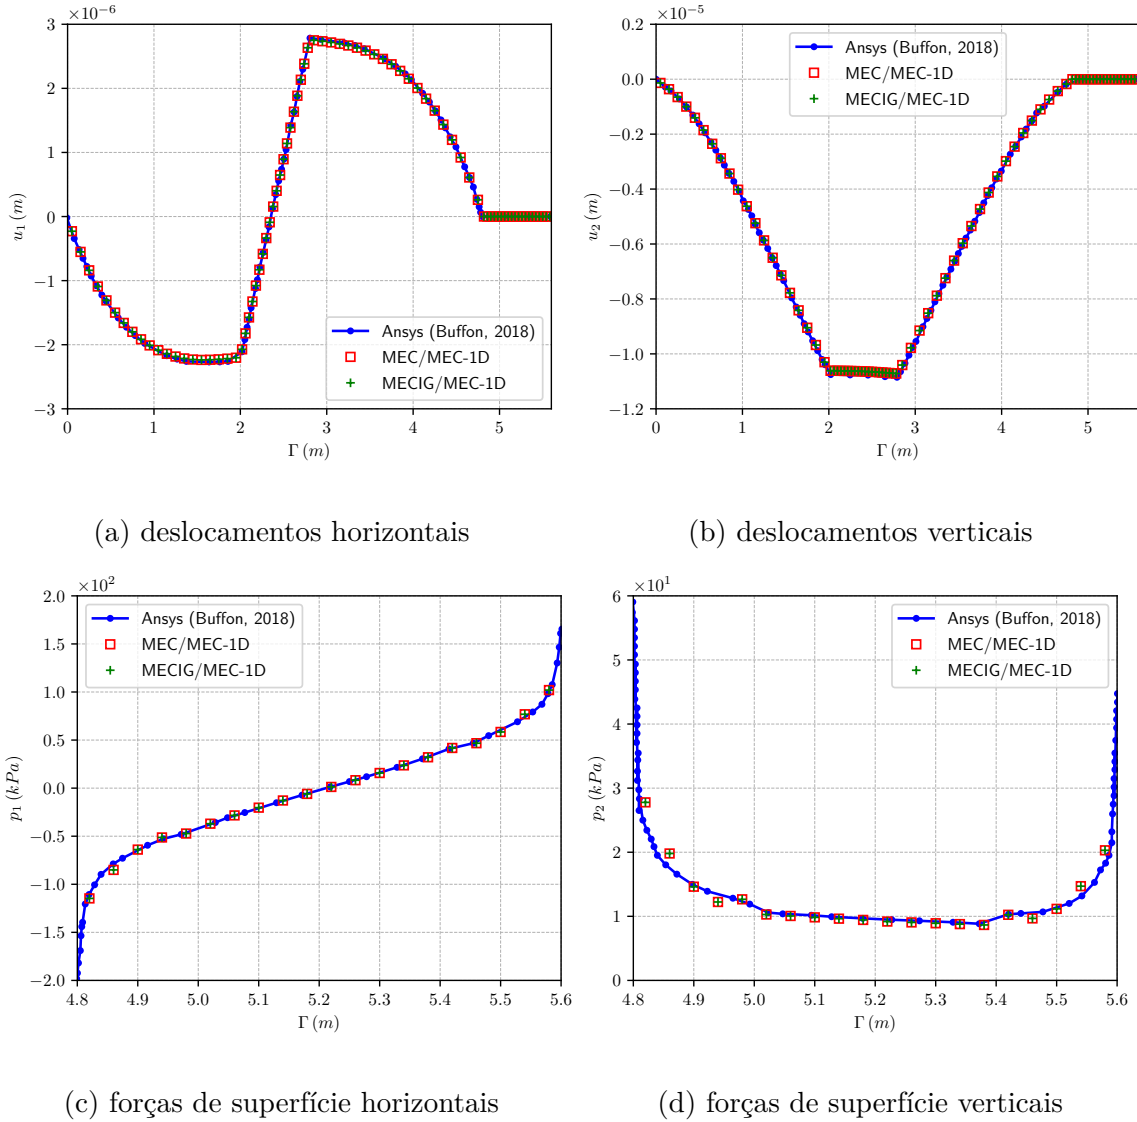 ×10⁻⁶
3
2
1
0
−1
−2
−3
u₁ (m)
0
1
2
3
4
5
Γ (m)
Ansys (Buffon, 2018)
MEC/MEC-1D
MECIG/MEC-1D
(a) deslocamentos horizontais
×10⁻⁵
0.2
0.0
−0.2
−0.4
−0.6
−0.8
−1.0
−1.2
u₂ (m)
0
1
2
3
4
5
Γ (m)
Ansys (Buffon, 2018)
MEC/MEC-1D
MECIG/MEC-1D
(b) deslocamentos verticais
×10²
2.0
1.5
1.0
0.5
0.0
−0.5
−1.0
−1.5
−2.0
p₁ (kPa)
4.8
4.9
5.0
5.1
5.2
5.3
5.4
5.5
5.6
Γ (m)
Ansys (Buffon, 2018)
MEC/MEC-1D
MECIG/MEC-1D
(c) forças de superfície horizontais
×10¹
6
5
4
3
2
1
0
p₂ (kPa)
4.8
4.9
5.0
5.1
5.2
5.3
5.4
5.5
5.6
Γ (m)
Ansys (Buffon, 2018)
MEC/MEC-1D
MECIG/MEC-1D
(d) forças de superfície verticais